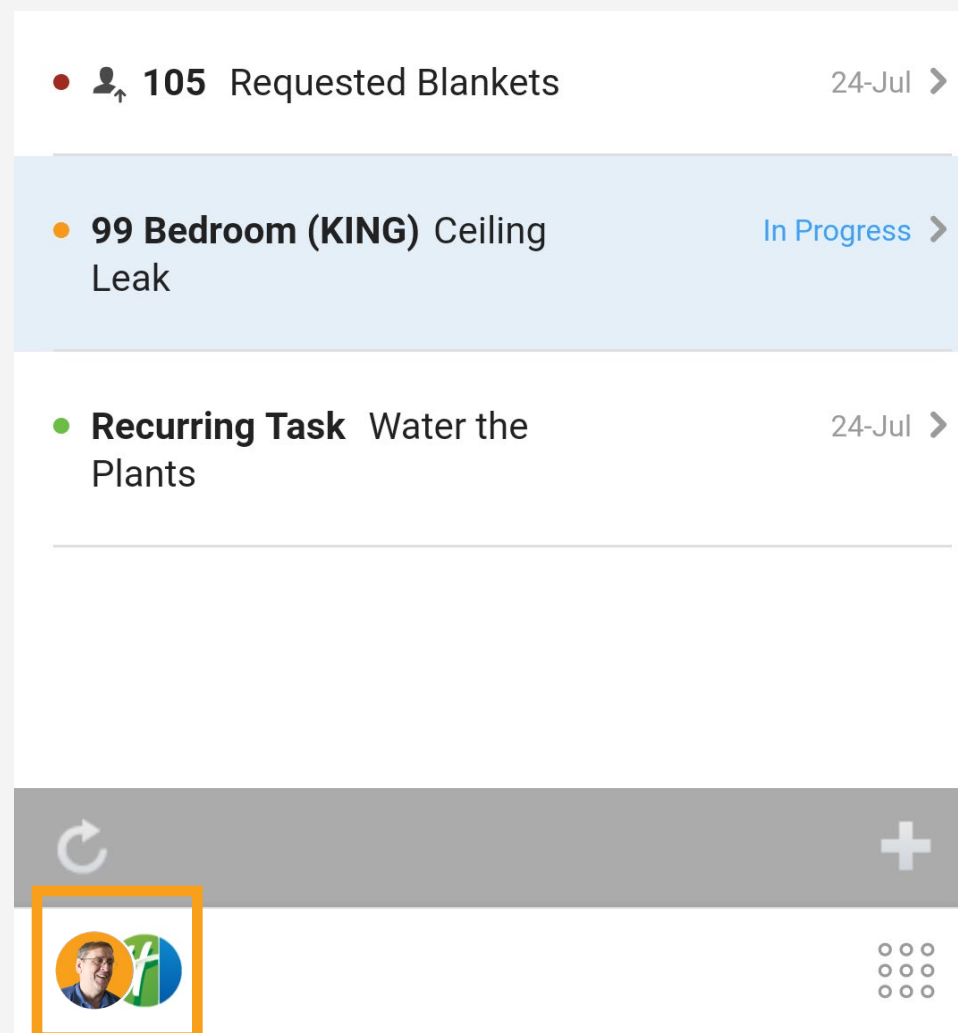 105 Requested Blankets 24-Jul
99 Bedroom (KING) Ceiling In Progress
Leak
Recurring Task Water the 24-Jul
Plants